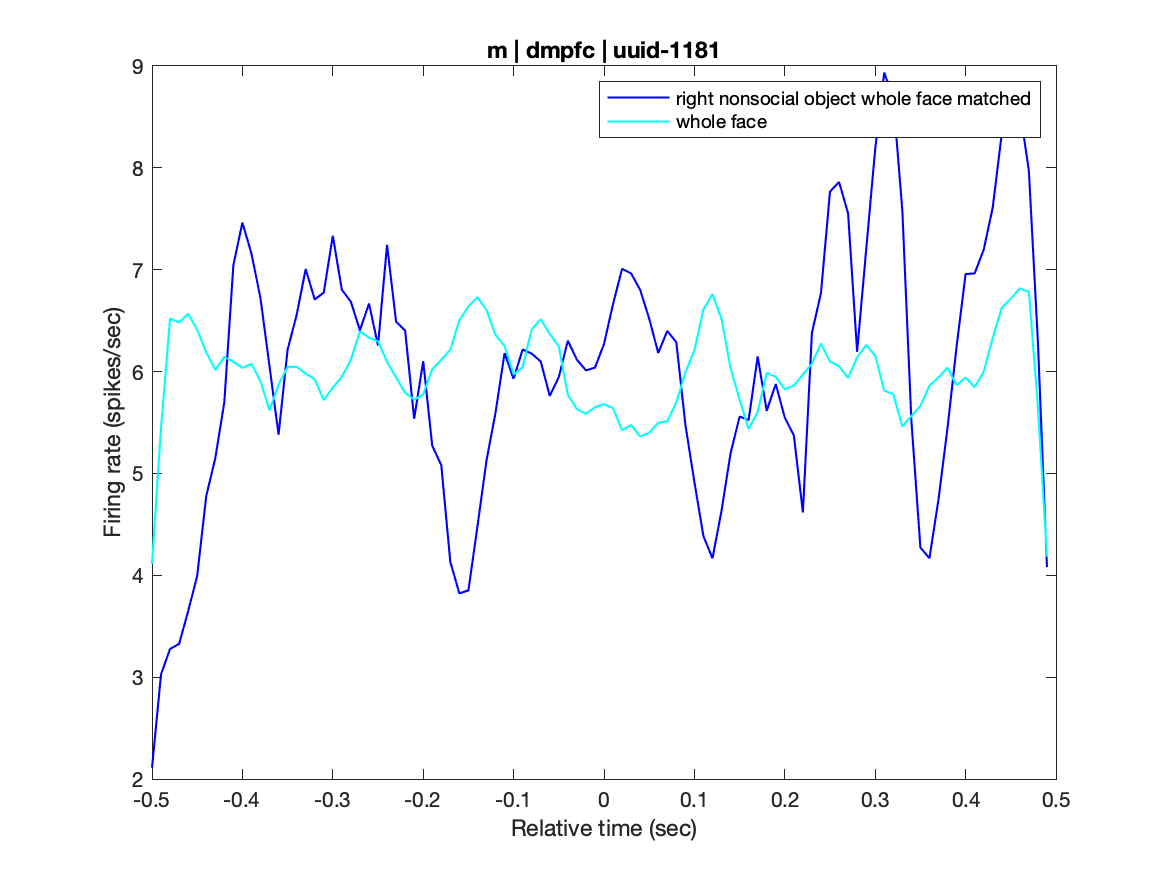 m | dmpfc | uuid-1181
right nonsocial object whole face matched
whole face
Firing rate (spikes/sec)
9
8
7
6
5
4
3
2
-0.5 -0.4 -0.3 -0.2 -0.1 0 0.1 0.2 0.3 0.4 0.5
Relative time (sec)